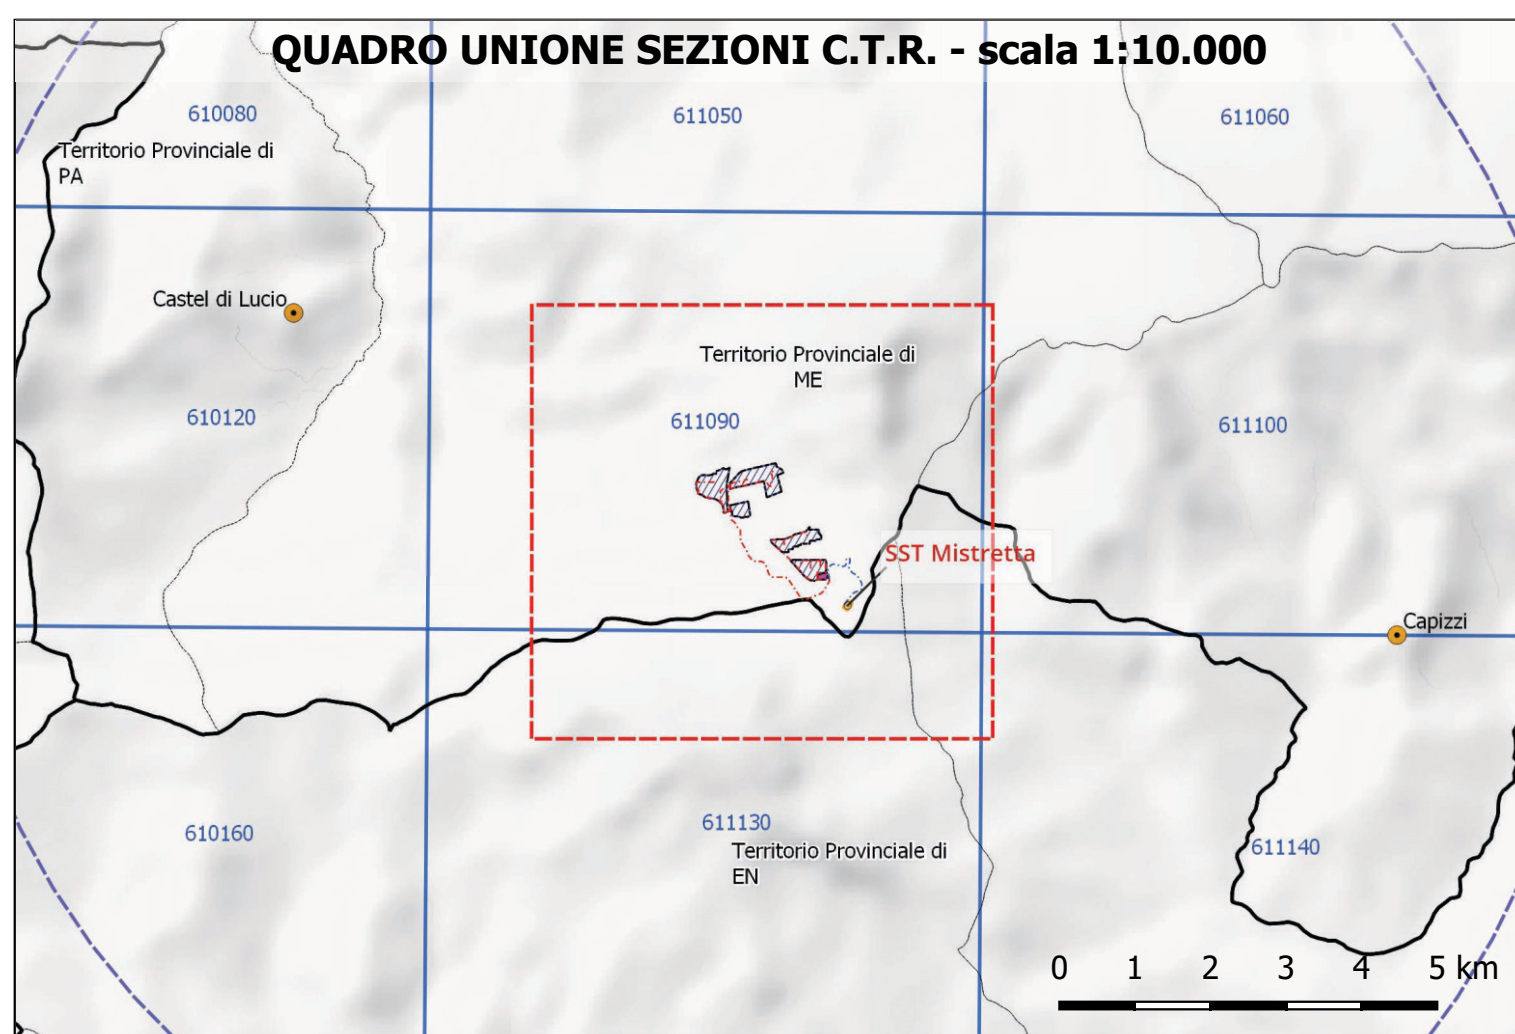 QUADRO UNIONE SEZIONI C.T.R. - scala 1:10.000
610080
611050
611060
Territorio Provinciale di
PA
Castel di Lucio
Territorio Provinciale di
ME
610120
611090
611100
SST Mistretta
Capizzi
610160
611130
Territorio Provinciale di
EN
611140
0 1 2 3 4 5 km